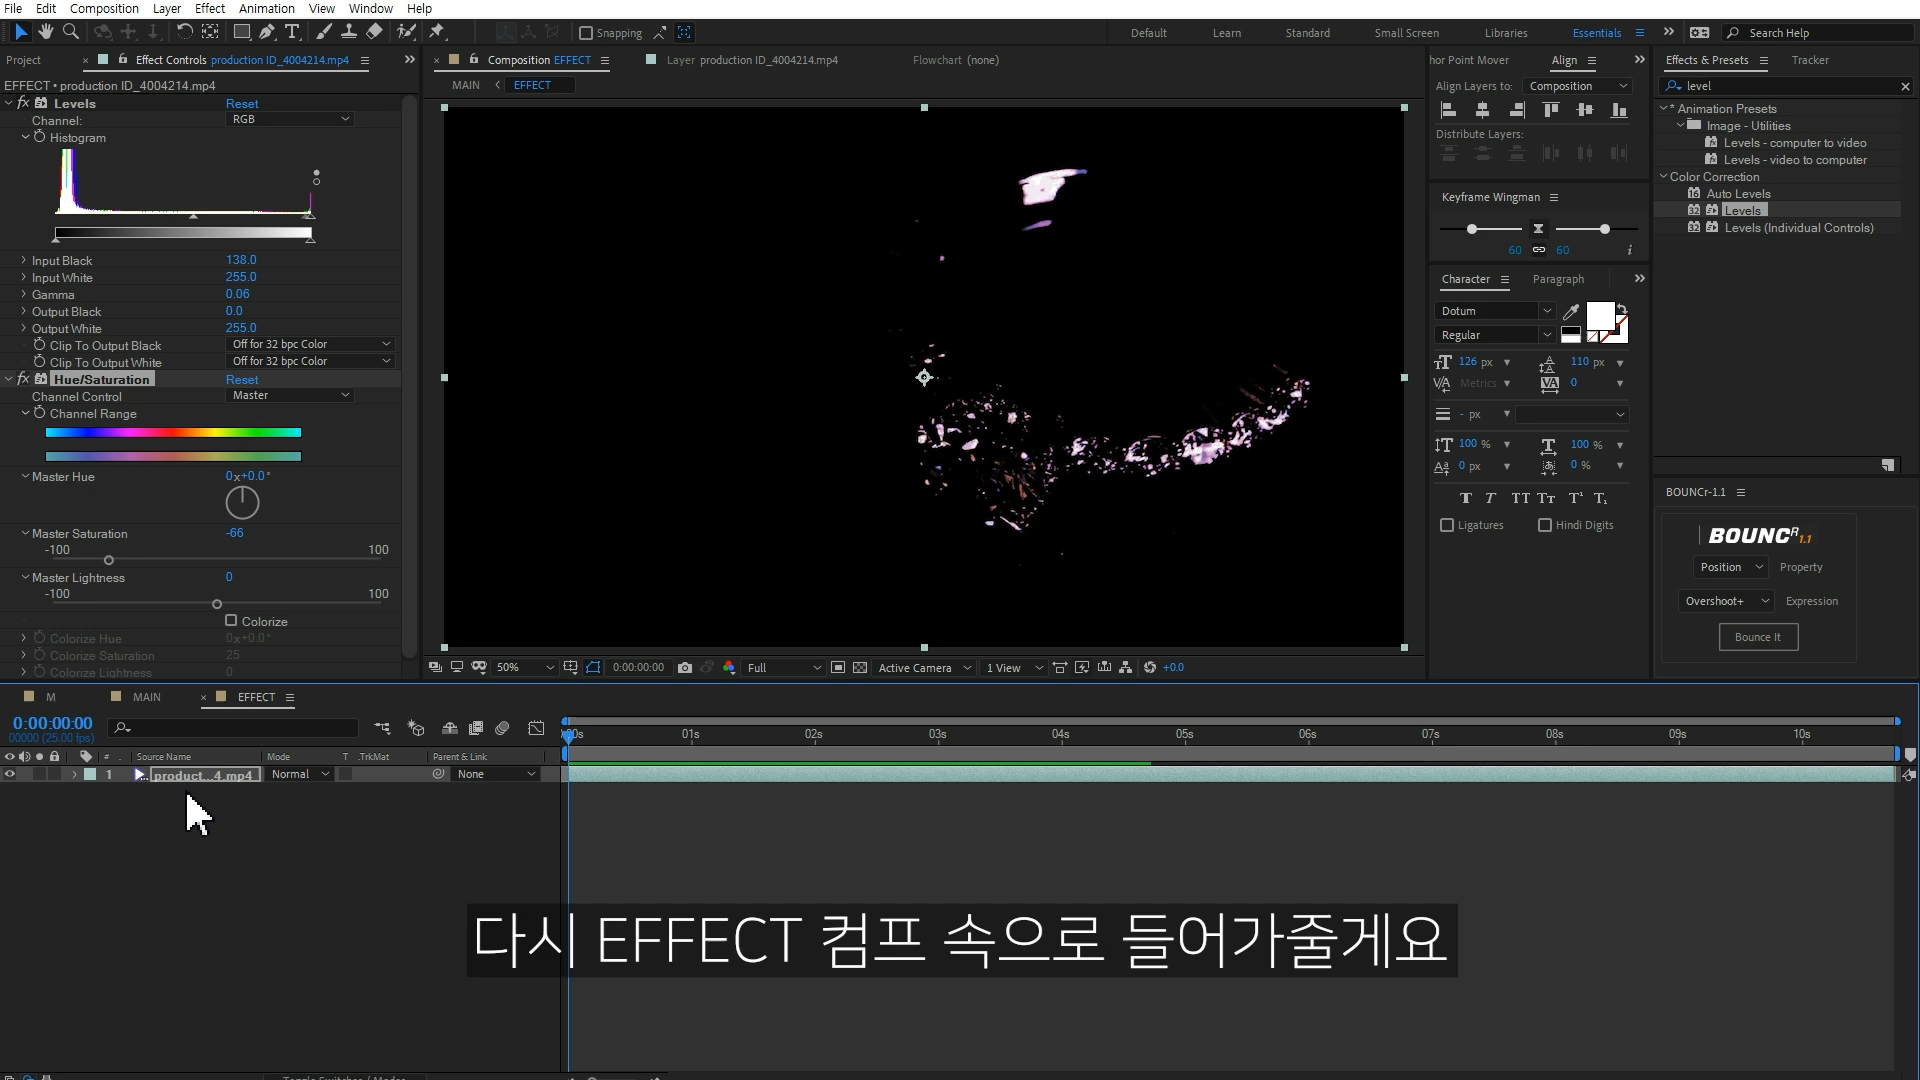 File Edit Composition Layer Effect Animation View Window Help
Snapping Default Learn Standard Small Screen Libraries Essentials Search Help
Project Effect Controls production ID_4004214.mp4
EFFECT • production ID_4004214.mp4
fx Levels Reset
Channel: RGB
Histogram
Input Black 138.0
Input White 255.0
Gamma 0.06
Output Black 0.0
Output White 255.0
Clip To Output Black Off for 32 bpc Color
Clip To Output White Off for 32 bpc Color
fx Hue/Saturation Reset
Channel Control Master
Channel Range
Master Hue 0x+0.0°
Master Saturation -66
-100 100
Master Lightness 0
-100 100
Colorize
Colorize Hue 0x+0.0°
Colorize Saturation 25
Colorize Lightness 0
Composition EFFECT Layer production ID_4004214.mp4 Flowchart (none)
MAIN EFFECT
50% 0:00:00:00 Full Active Camera 1 View +0.0
hor Point Mover Align
Align Layers to: Composition
Distribute Layers:
Keyframe Wingman
60 60
Character Paragraph
Dotum
Regular
126 px 110 px
Metrics 0
- px
100 % 100 %
0 px 0 %
Ligatures Hindi Digits
Effects & Presets Tracker
level
* Animation Presets
Image - Utilities
Levels - computer to video
Levels - video to computer
Color Correction
Auto Levels
Levels
Levels (Individual Controls)
BOUNCr-1.1
BOUNCR 1.1
Position Property
Overshoot+ Expression
Bounce It
M MAIN EFFECT
0:00:00:00
00000 (25.00 fps)
01s 02s 03s 04s 05s 06s 07s 08s 09s 10s
# Source Name Mode T .TrkMat Parent & Link
1 product...4.mp4 Normal None
다시 EFFECT 컴프 속으로 들어가줄게요